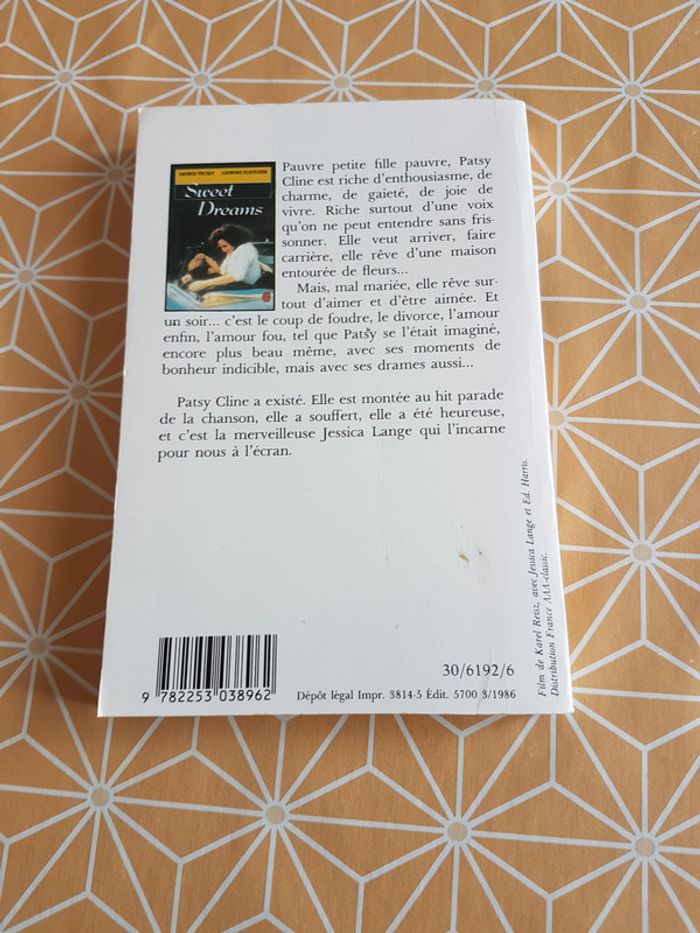 GEORGE VECSEY LEONORE FLEISCHER
Sweet
Dreams
Pauvre petite fille pauvre, Patsy
Cline est riche d'enthousiasme, de
charme, de gaieté, de joie de
vivre. Riche surtout d'une voix
qu'on ne peut entendre sans fris-
sonner. Elle veut arriver, faire
carrière, elle rêve d'une maison
entourée de fleurs...
Mais, mal mariée, elle rêve sur-
tout d'aimer et d'être aimée. Et
un soir... c'est le coup de foudre, le divorce, l'amour
enfin, l'amour fou, tel que Patsy se l'était imaginé,
encore plus beau même, avec ses moments de
bonheur indicible, mais avec ses drames aussi...
Patsy Cline a existé. Elle est montée au hit parade
de la chanson, elle a souffert, elle a été heureuse,
et c'est la merveilleuse Jessica Lange qui l'incarne
pour nous à l'écran.
Film de Karel Reisz, avec Jessica Lange et Ed. Harris.
Distribution France AAA-classic.
30/6192/6
9 782253 038962
Dépôt légal Impr. 3814-5 Édit. 5700 3/1986